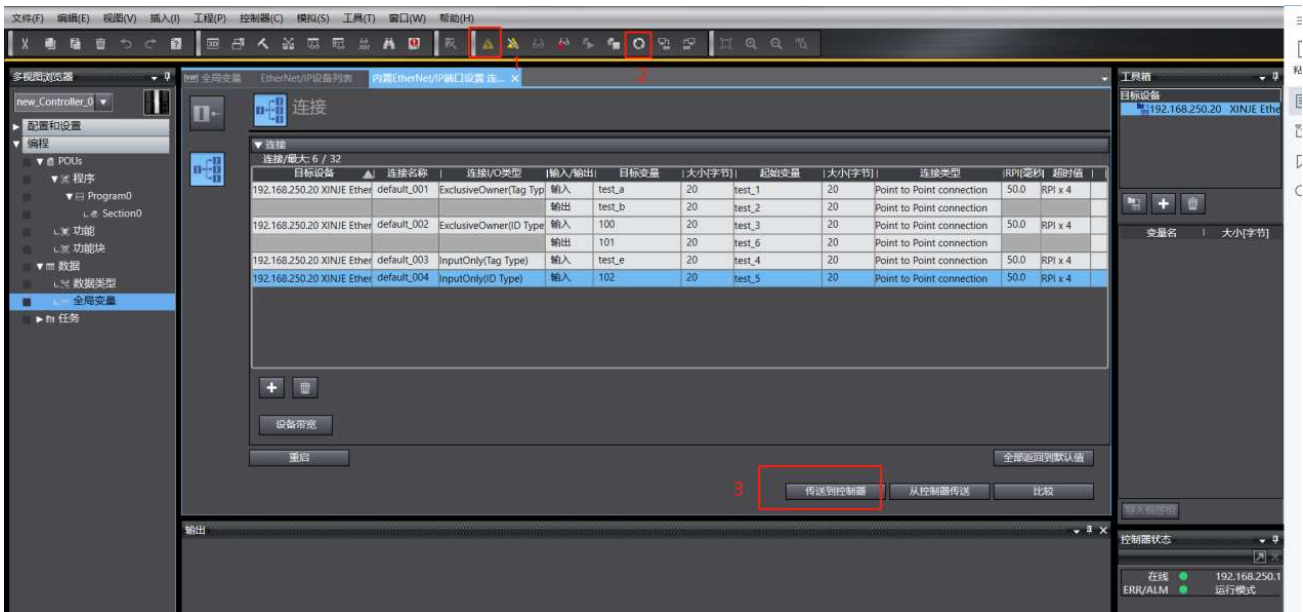 文件(F) 编辑(E) 视图(V) 插入(I) 工程(P) 控制器(C) 模拟(S) 工具(T) 窗口(W) 帮助(H)
1
2
多视图浏览器
new_Controller_0
配置和设置
编程
POUs
程序
Program0
Section0
功能
功能块
数据
数据类型
全局变量
任务
全局变量 EtherNet/IP设备列表 内置EtherNet/IP端口设置 连... ×
连接
连接
连接/最大: 6 / 32
目标设备 连接名称 连接I/O类型 输入/输出 目标变量 大小[字节] 起始变量 大小[字节] 连接类型 RPI[毫秒] 超时值
192.168.250.20 XINJE Ether default_001 ExclusiveOwner(Tag Typ 输入 test_a 20 test_1 20 Point to Point connection 50.0 RPI x 4
输出 test_b 20 test_2 20 Point to Point connection
192.168.250.20 XINJE Ether default_002 ExclusiveOwner(ID Type 输入 100 20 test_3 20 Point to Point connection 50.0 RPI x 4
输出 101 20 test_6 20 Point to Point connection
192.168.250.20 XINJE Ether default_003 InputOnly(Tag Type) 输入 test_e 20 test_4 20 Point to Point connection 50.0 RPI x 4
192.168.250.20 XINJE Ether default_004 InputOnly(ID Type) 输入 102 20 test_5 20 Point to Point connection 50.0 RPI x 4
设备带宽
重启
全部返回到默认值
3
传送到控制器 从控制器传送 比较
输出
工具箱
目标设备
192.168.250.20 XINJE Ethe
变量名 大小[字节]
导入标签组
控制器状态
在线 192.168.250.1
ERR/ALM 运行模式
粘